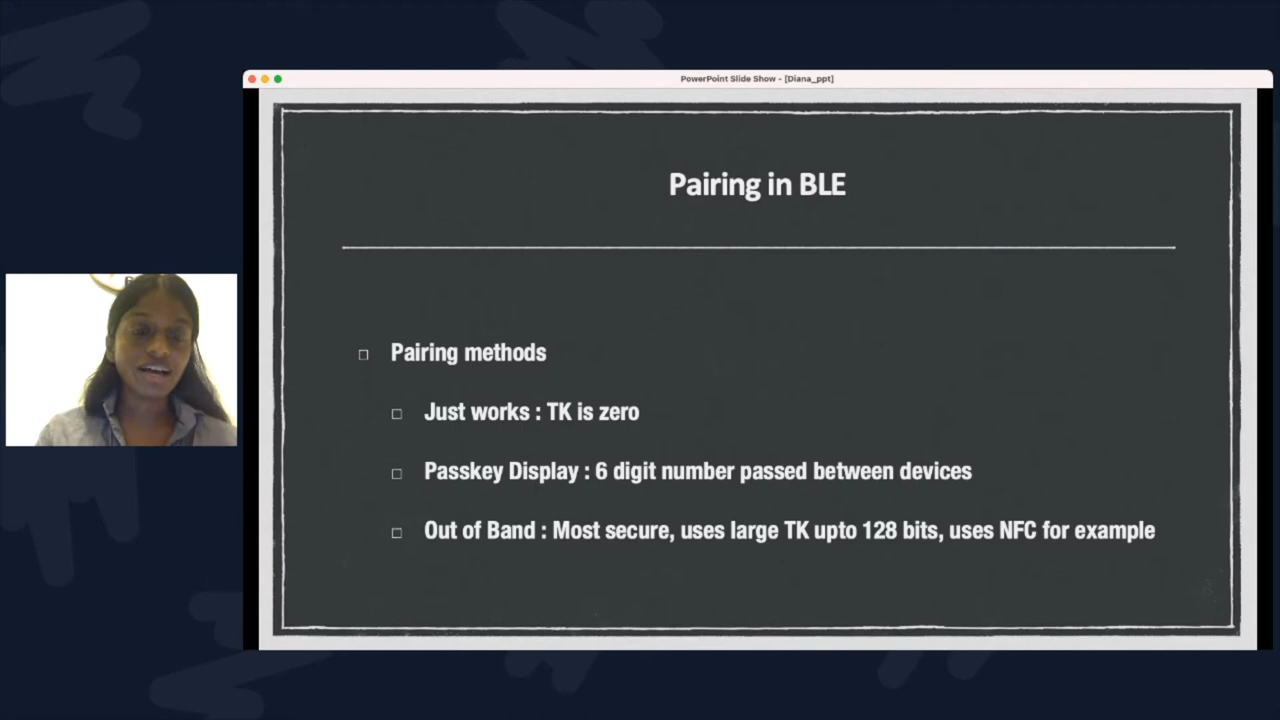 PowerPoint Slide Show - [Diana_ppt]
Pairing in BLE
Pairing methods
Just works : TK is zero
Passkey Display : 6 digit number passed between devices
Out of Band : Most secure, uses large TK upto 128 bits, uses NFC for example